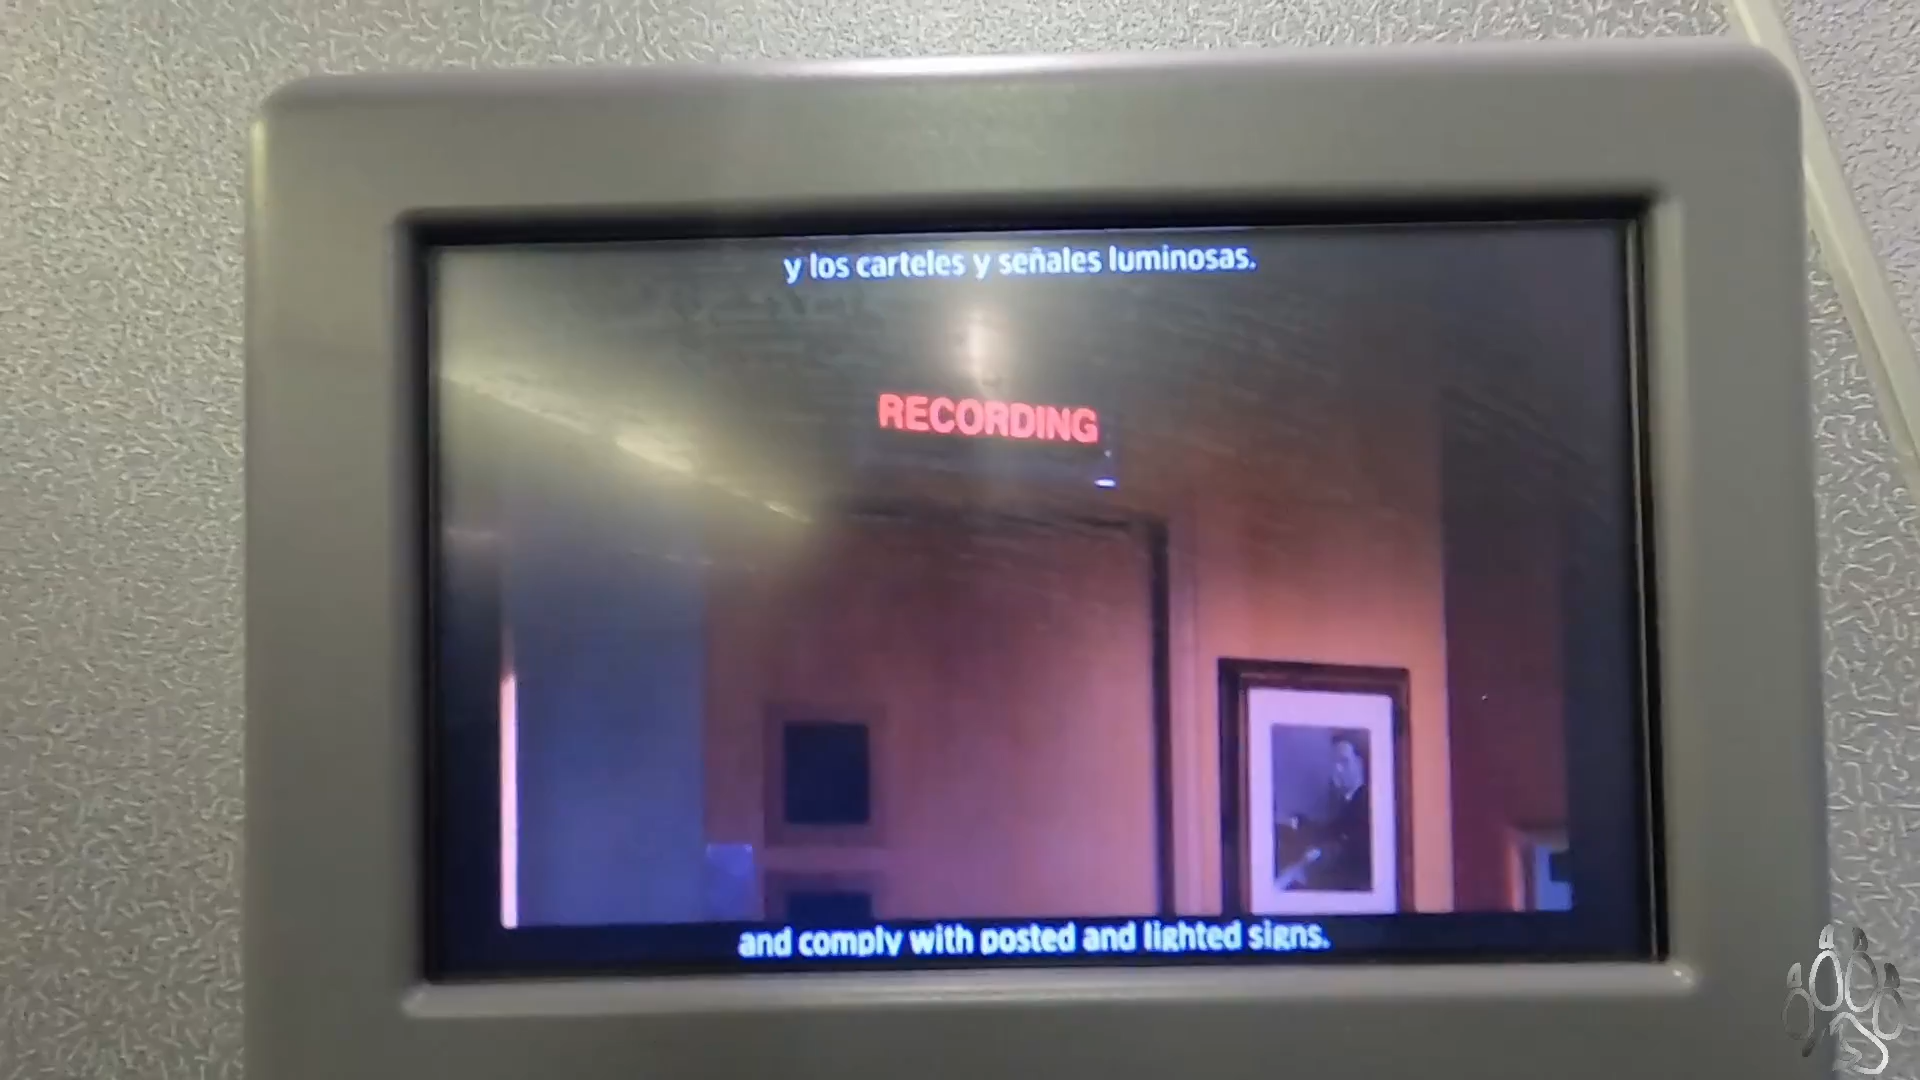 y los carteles y señales luminosas.
RECORDING
and comply with posted and lighted signs.